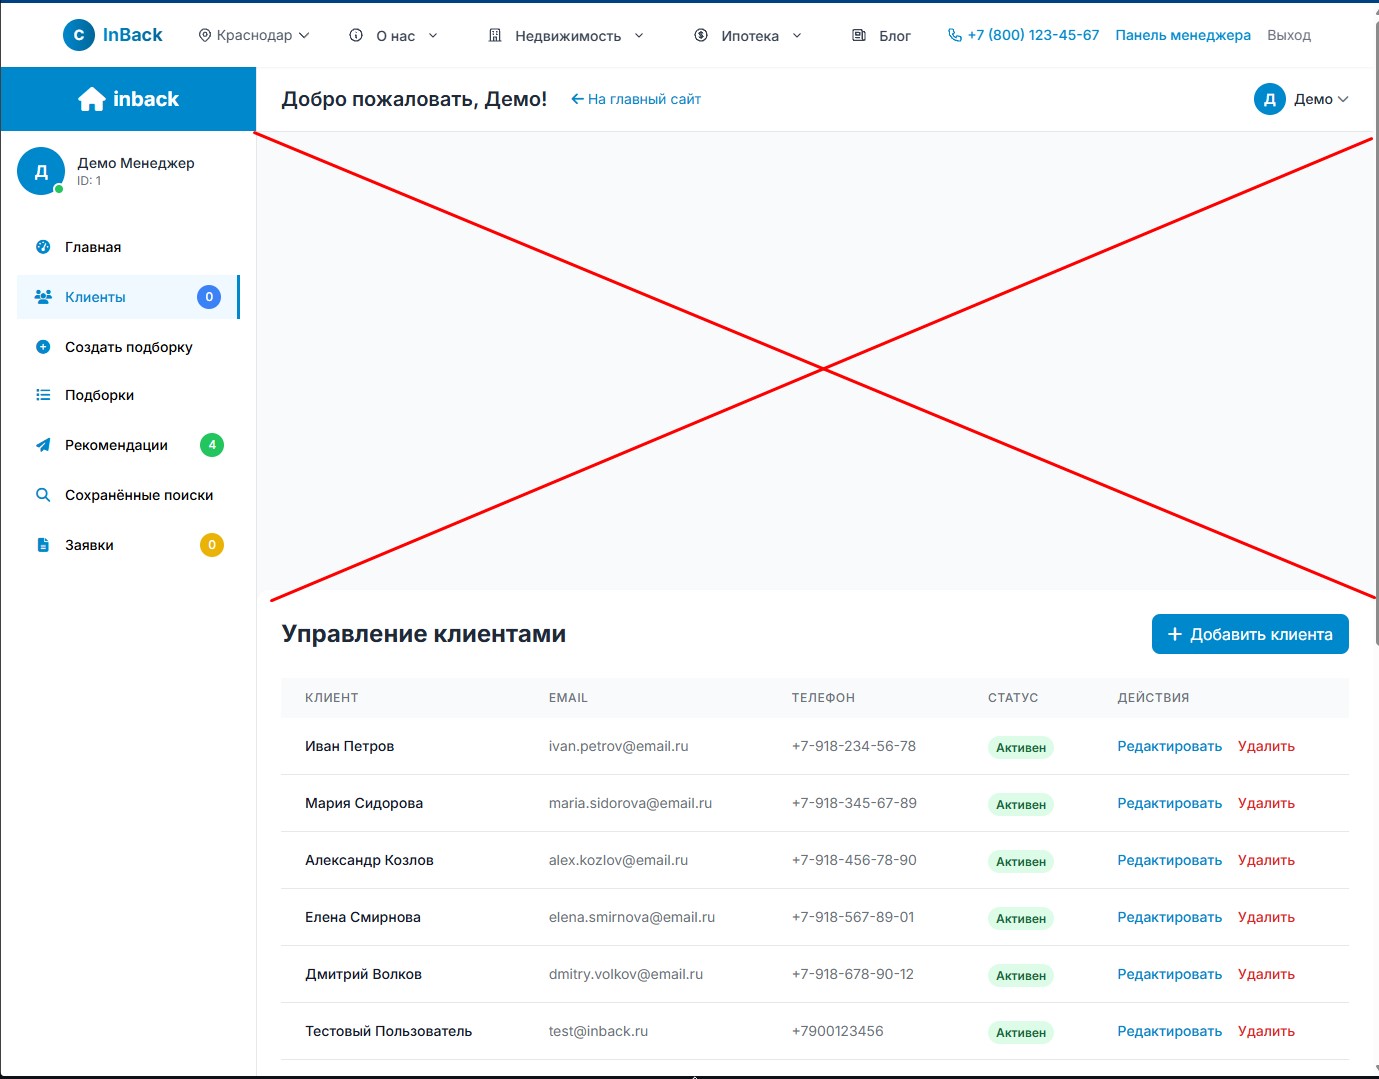 C InBack Краснодар О нас Недвижимость Ипотека Блог +7 (800) 123-45-67 Панель менеджера Выход
inback Добро пожаловать, Демо! На главный сайт Д Демо
Д Демо Менеджер
ID: 1
Главная
Клиенты 0
Создать подборку
Подборки
Рекомендации 4
Сохранённые поиски
Заявки 0
Управление клиентами + Добавить клиента
КЛИЕНТ EMAIL ТЕЛЕФОН СТАТУС ДЕЙСТВИЯ
Иван Петров ivan.petrov@email.ru +7-918-234-56-78 Активен Редактировать Удалить
Мария Сидорова maria.sidorova@email.ru +7-918-345-67-89 Активен Редактировать Удалить
Александр Козлов alex.kozlov@email.ru +7-918-456-78-90 Активен Редактировать Удалить
Елена Смирнова elena.smirnova@email.ru +7-918-567-89-01 Активен Редактировать Удалить
Дмитрий Волков dmitry.volkov@email.ru +7-918-678-90-12 Активен Редактировать Удалить
Тестовый Пользователь test@inback.ru +7900123456 Активен Редактировать Удалить